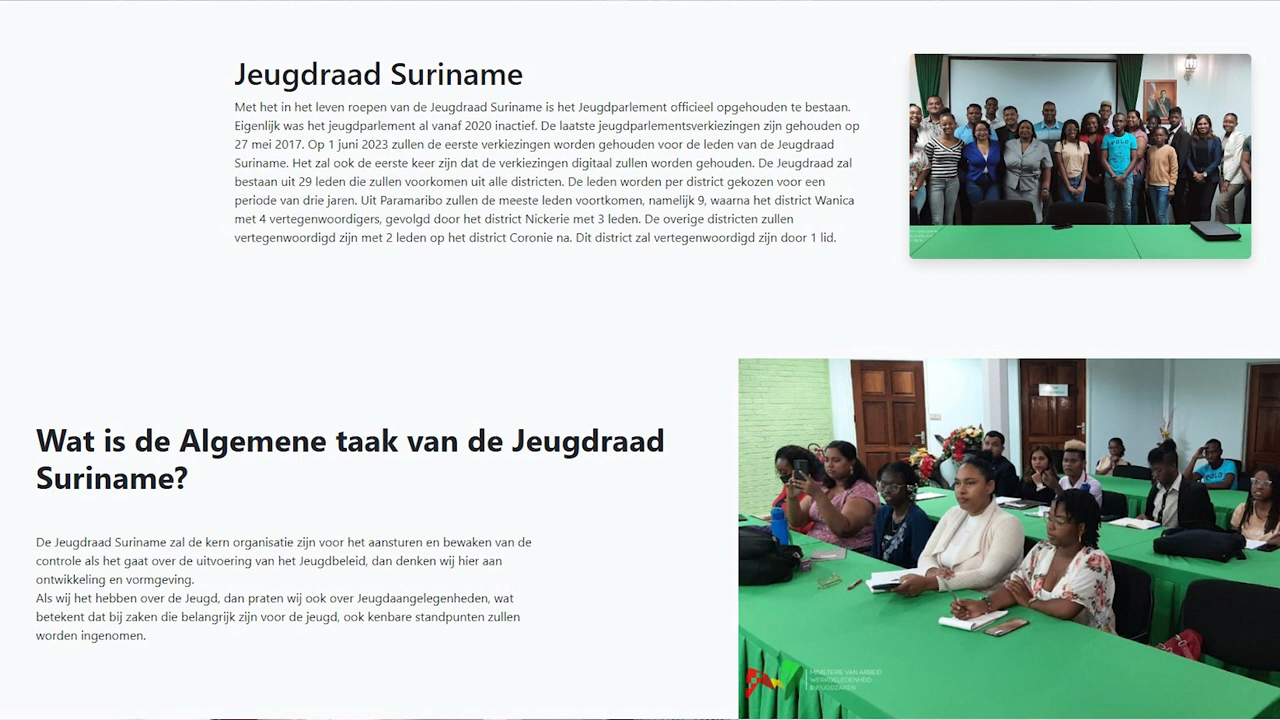 Jeugdraad Suriname
Met het in het leven roepen van de Jeugdraad Suriname is het Jeugdparlement officieel opgehouden te bestaan.
Eigenlijk was het jeugdparlement al vanaf 2020 inactief. De laatste jeugdparlementsverkiezingen zijn gehouden op
27 mei 2017. Op 1 juni 2023 zullen de eerste verkiezingen worden gehouden voor de leden van de Jeugdraad
Suriname. Het zal ook de eerste keer zijn dat de verkiezingen digitaal zullen worden gehouden. De Jeugdraad zal
bestaan uit 29 leden die zullen voorkomen uit alle districten. De leden worden per district gekozen voor een
periode van drie jaren. Uit Paramaribo zullen de meeste leden voortkomen, namelijk 9, waarna het district Wanica
met 4 vertegenwoordigers, gevolgd door het district Nickerie met 3 leden. De overige districten zullen
vertegenwoordigd zijn met 2 leden op het district Coronie na. Dit district zal vertegenwoordigd zijn door 1 lid.
POLO
Wat is de Algemene taak van de Jeugdraad
Suriname?
De Jeugdraad Suriname zal de kern organisatie zijn voor het aansturen en bewaken van de
controle als het gaat over de uitvoering van het Jeugdbeleid, dan denken wij hier aan
ontwikkeling en vormgeving.
Als wij het hebben over de Jeugd, dan praten wij ook over Jeugdaangelegenheden, wat
betekent dat bij zaken die belangrijk zijn voor de jeugd, ook kenbare standpunten zullen
worden ingenomen.
POLO
MINISTERIE VAN ARBEID
WERKGELEGENHEID
& JEUGDZAKEN